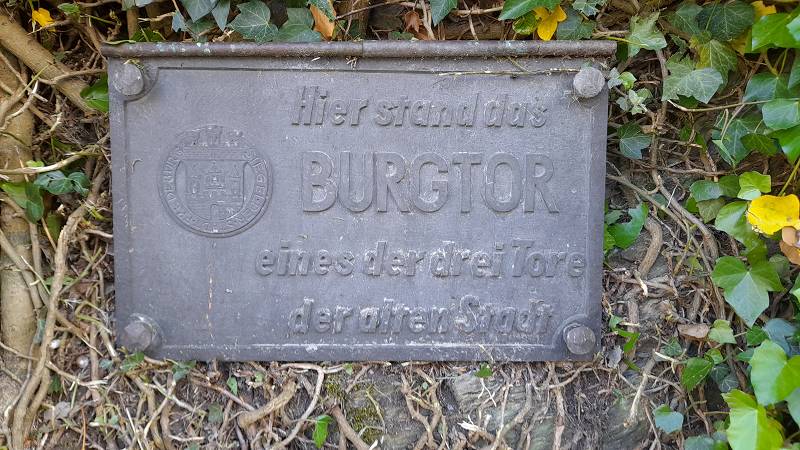 Hier stand das
BURGTOR
eines der drei Tore
der alten Stadt